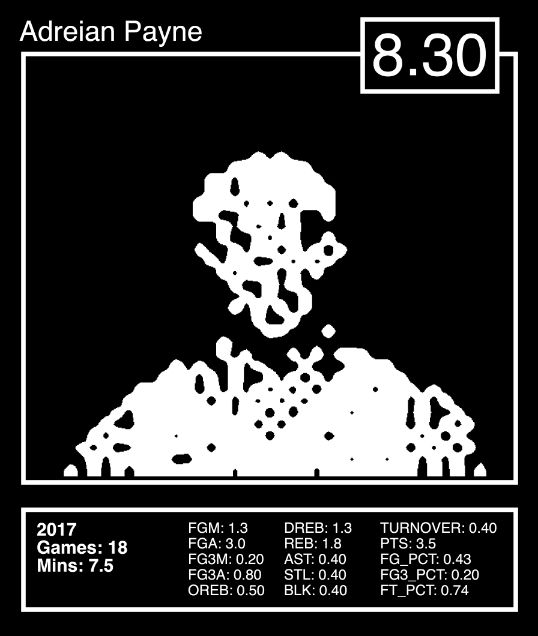 Adreian Payne
8.30
2017
Games: 18
Mins: 7.5
FGM: 1.3
FGA: 3.0
FG3M: 0.20
FG3A: 0.80
OREB: 0.50
DREB: 1.3
REB: 1.8
AST: 0.40
STL: 0.40
BLK: 0.40
TURNOVER: 0.40
PTS: 3.5
FG_PCT: 0.43
FG3_PCT: 0.20
FT_PCT: 0.74